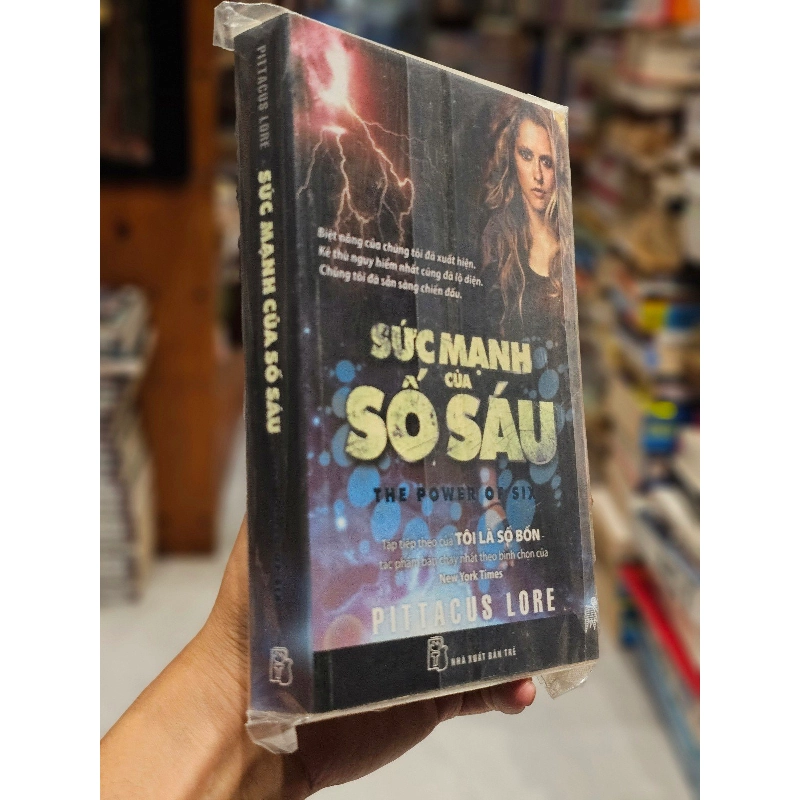 PITTACUS LORE SỨC MẠNH CỦA SỐ SÁU
Biệt năng của chúng tôi đã xuất hiện.
Kẻ thù nguy hiểm nhất cũng đã lộ diện.
Chúng tôi đã sẵn sàng chiến đấu.
SỨC MẠNH
CỦA
SỐ SÁU
THE POWER OF SIX
Tập tiếp theo của TÔI LÀ SỐ BỐN -
tác phẩm bán chạy nhất theo bình chọn của
New York Times
PITTACUS LORE
NHÀ XUẤT BẢN TRẺ